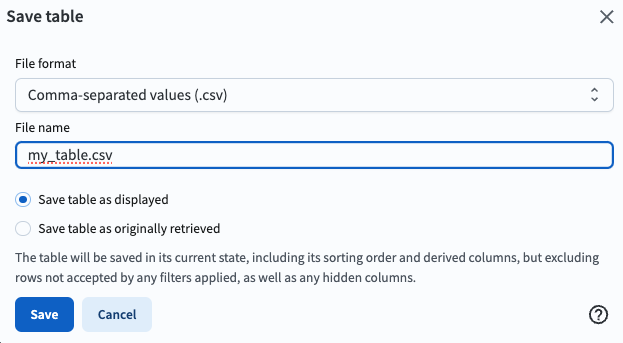 Save table
File format
Comma-separated values (.csv)
File name
my_table.csv
Save table as displayed
Save table as originally retrieved
The table will be saved in its current state, including its sorting order and derived columns, but excluding
rows not accepted by any filters applied, as well as any hidden columns.
Save
Cancel
?